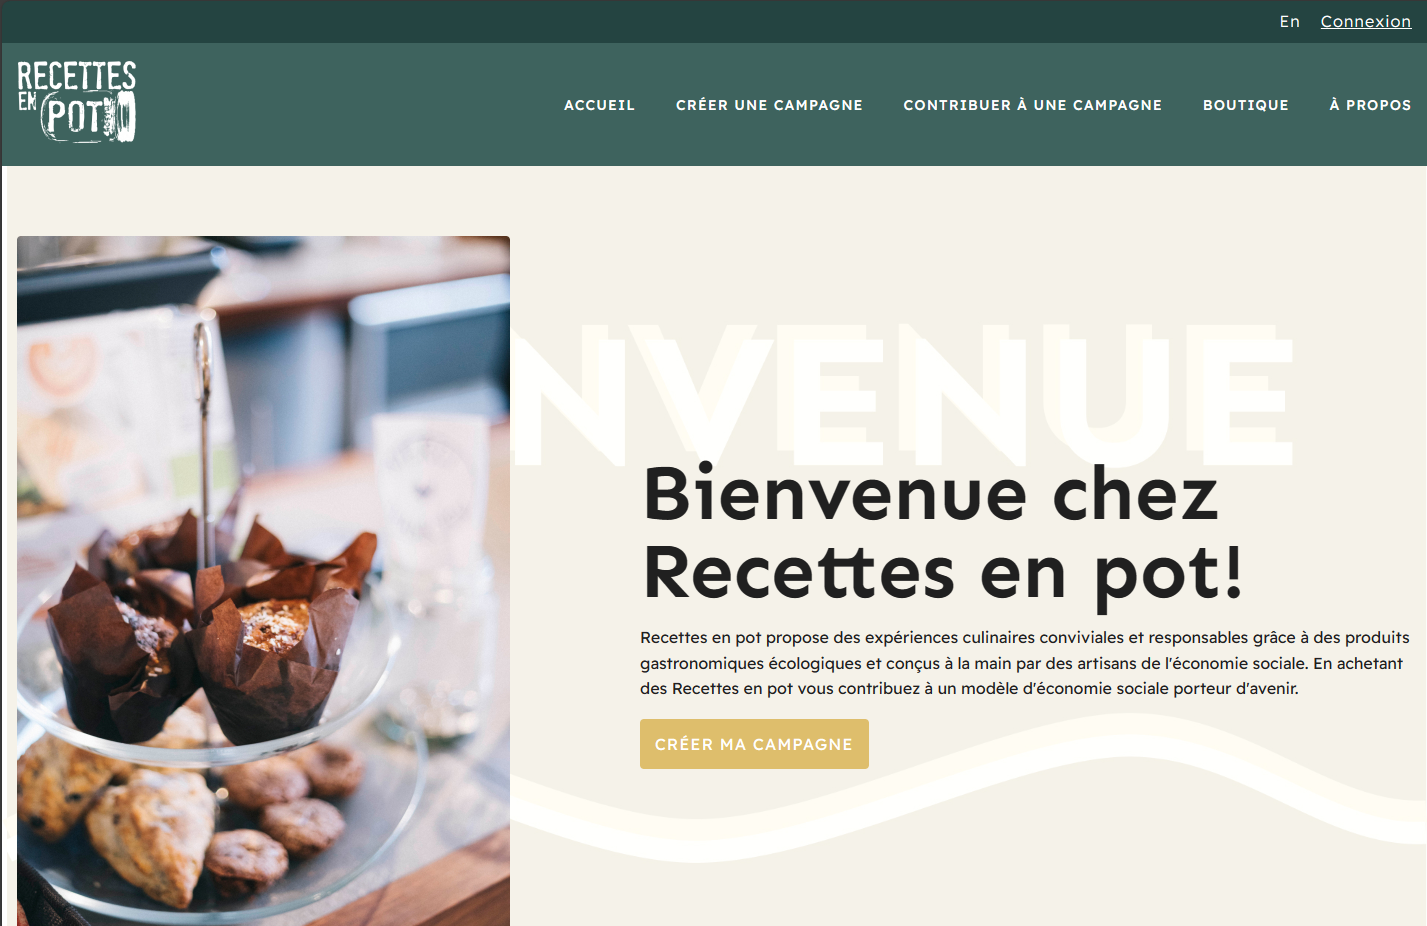 En Connexion
RECETTES
EN POT
ACCUEIL CRÉER UNE CAMPAGNE CONTRIBUER À UNE CAMPAGNE BOUTIQUE À PROPOS
NVENUE
Bienvenue chez
Recettes en pot!
Recettes en pot propose des expériences culinaires conviviales et responsables grâce à des produits
gastronomiques écologiques et conçus à la main par des artisans de l'économie sociale. En achetant
des Recettes en pot vous contribuez à un modèle d'économie sociale porteur d'avenir.
CRÉER MA CAMPAGNE